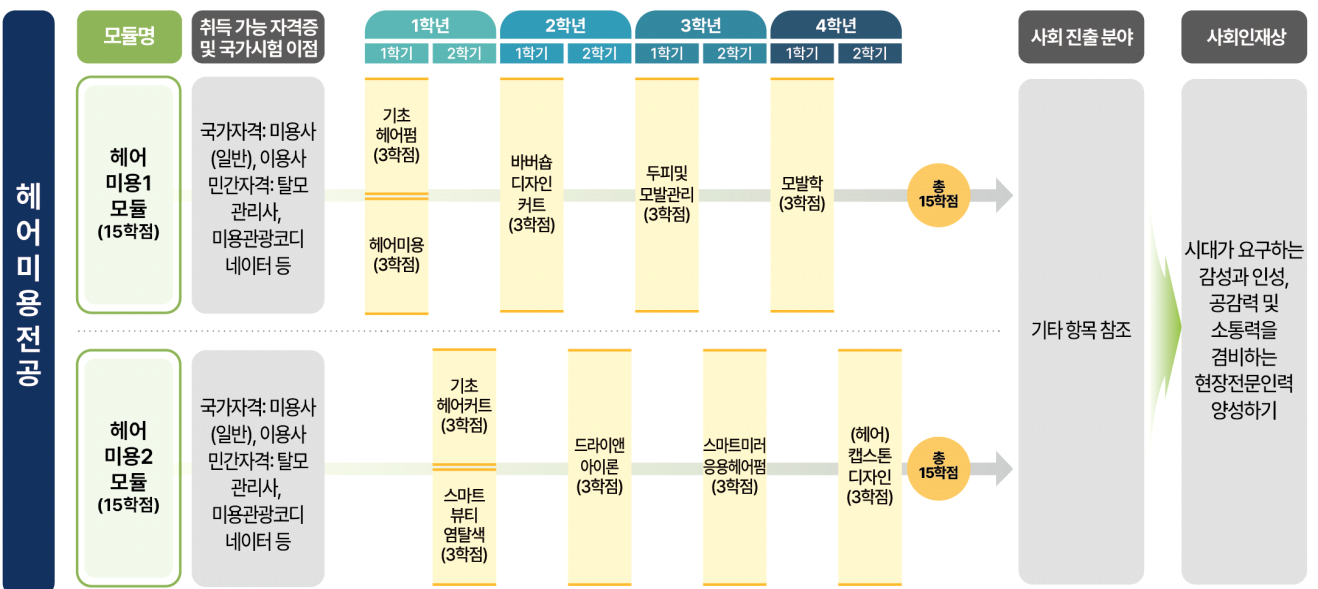 헤어미용전공
모듈명
취득 가능 자격증
및 국가시험 이점
1학년
2학년
3학년
4학년
1학기
2학기
1학기
2학기
1학기
2학기
1학기
2학기
사회 진출 분야
사회인재상
헤어
미용1
모듈
(15학점)
국가자격: 미용사
(일반), 이용사
민간자격: 탈모
관리사,
미용관광코디
네이터 등
기초
헤어펌
(3학점)
헤어미용
(3학점)
바버숍
디자인
커트
(3학점)
두피및
모발관리
(3학점)
모발학
(3학점)
총
15학점
헤어
미용2
모듈
(15학점)
국가자격: 미용사
(일반), 이용사
민간자격: 탈모
관리사,
미용관광코디
네이터 등
기초
헤어커트
(3학점)
스마트
뷰티
염탈색
(3학점)
드라이앤
아이론
(3학점)
스마트미러
응용헤어펌
(3학점)
(헤어)
캡스톤
디자인
(3학점)
총
15학점
기타 항목 참조
시대가 요구하는
감성과 인성,
공감력 및
소통력을
겸비하는
현장전문인력
양성하기